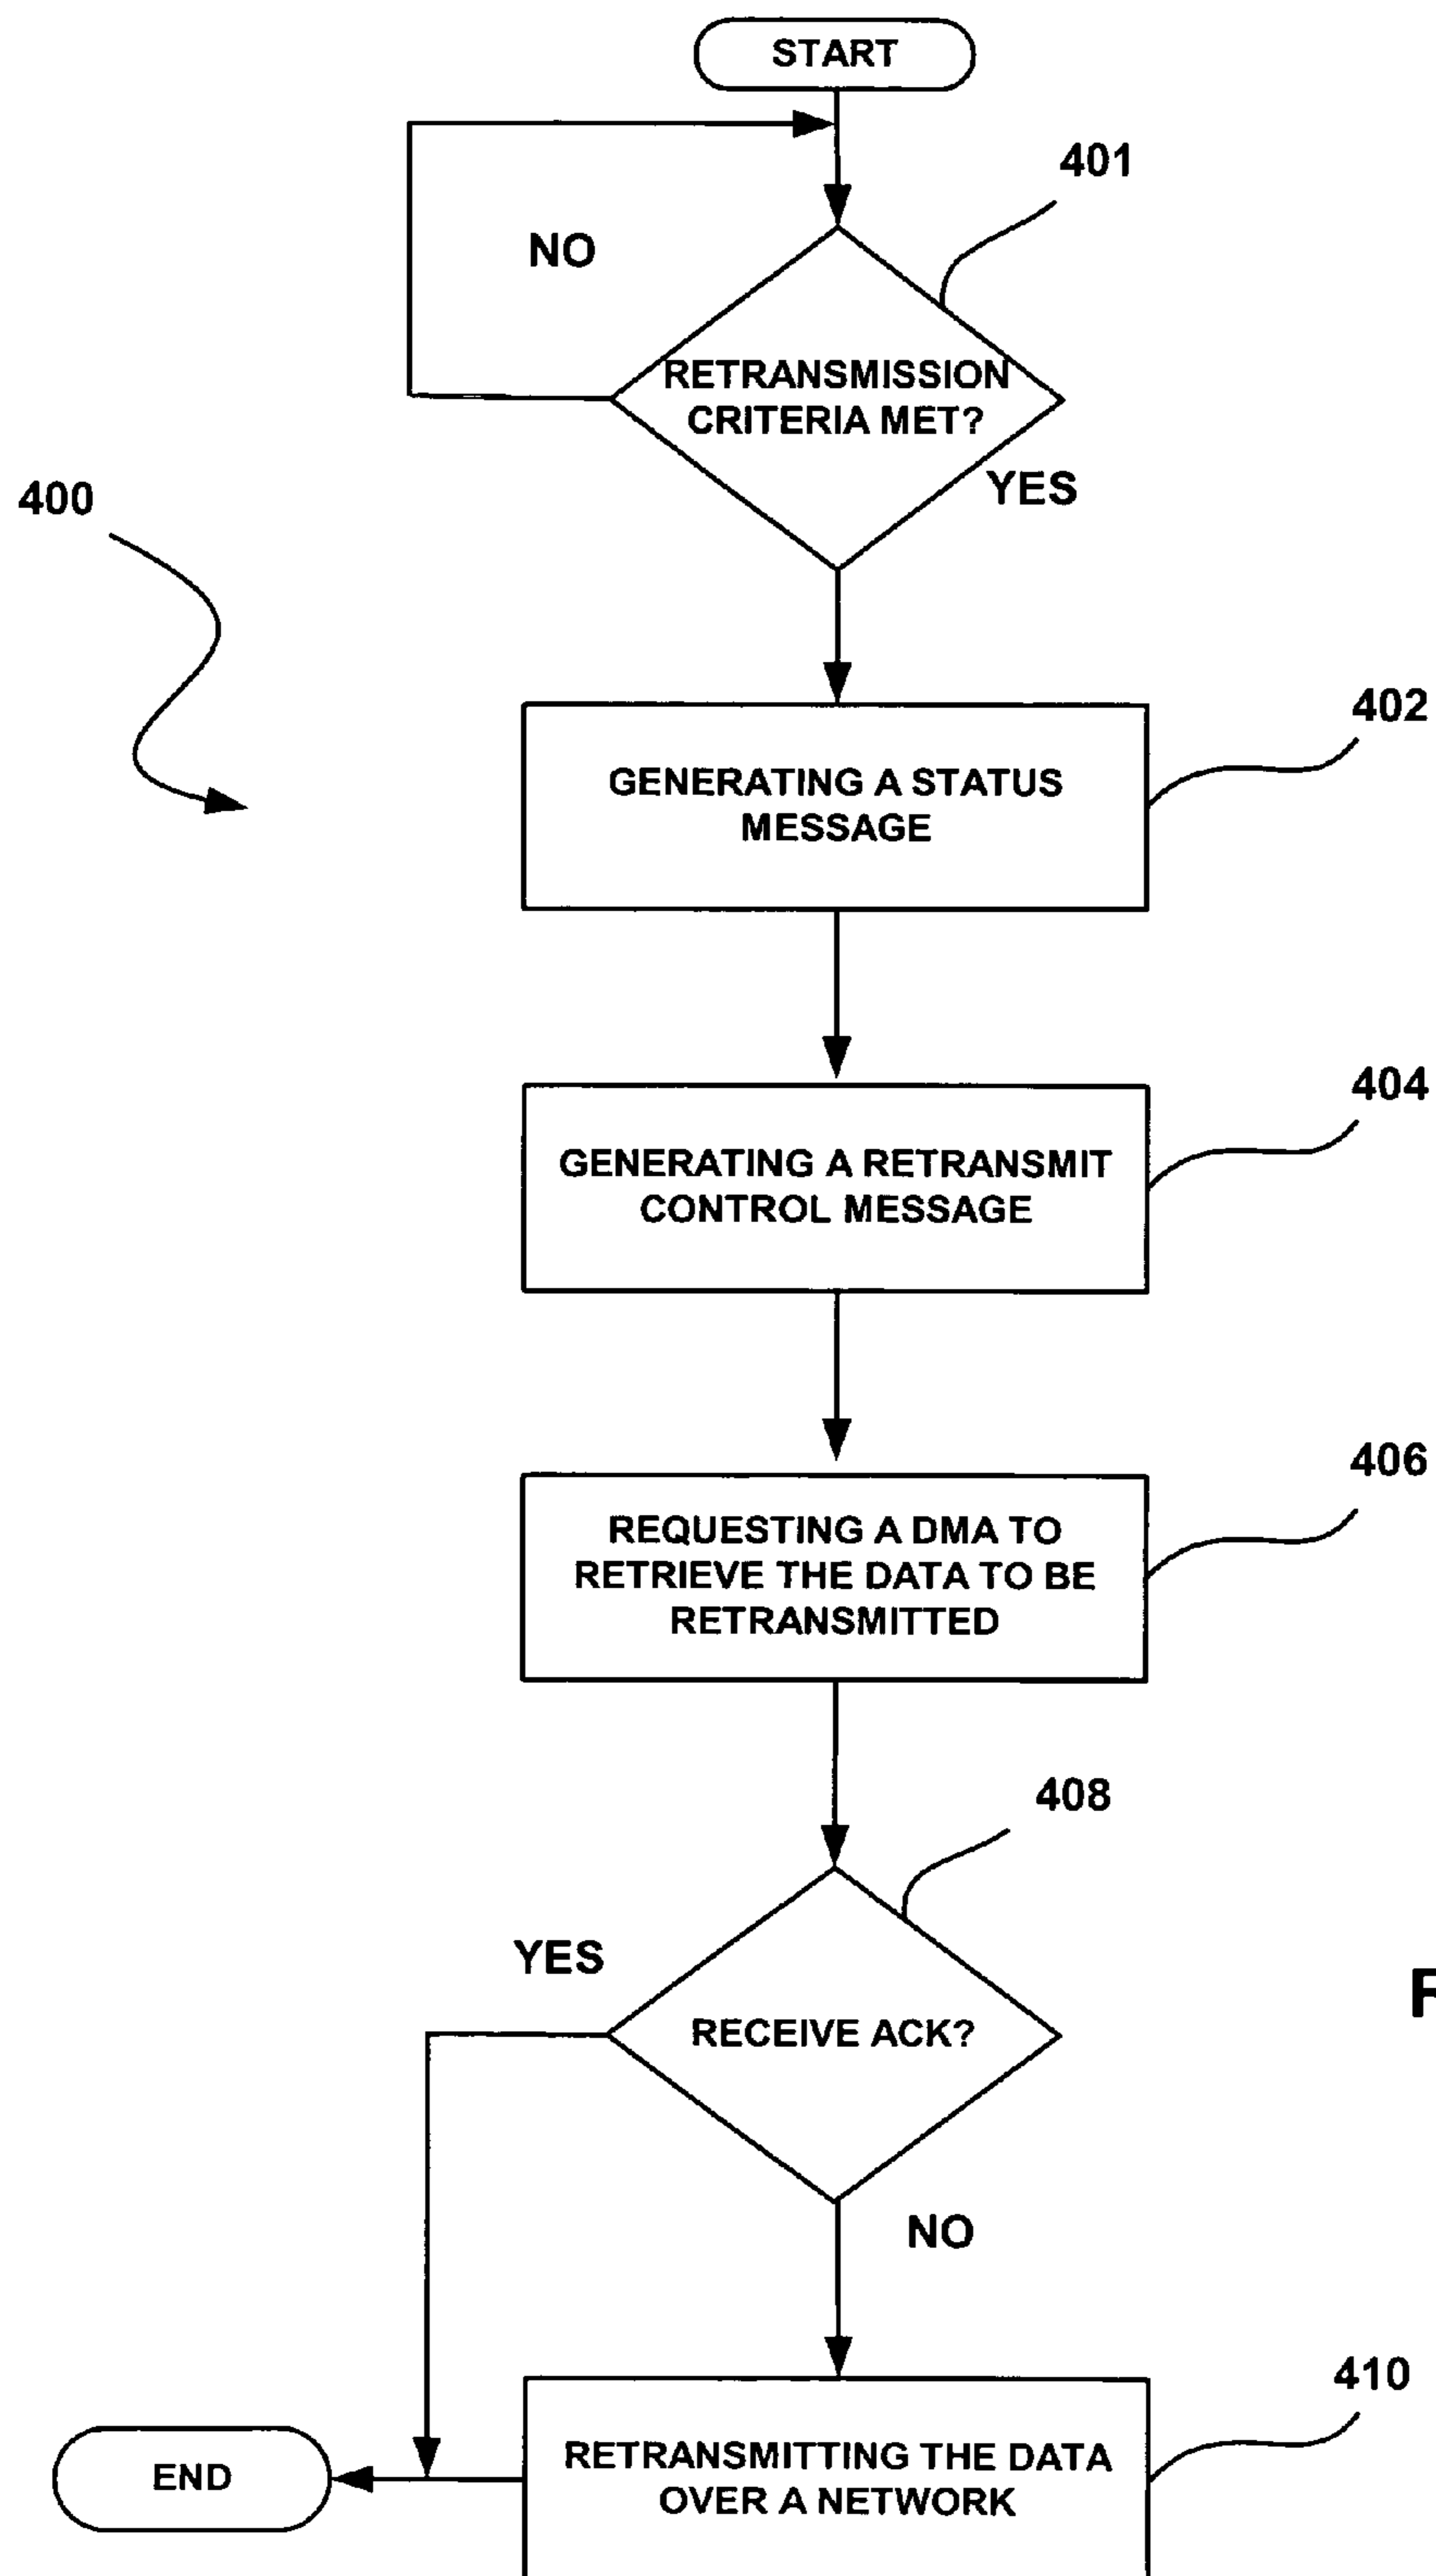 START
401
NO
RETRANSMISSION
CRITERIA MET?
YES
400
402
GENERATING A STATUS
MESSAGE
404
GENERATING A RETRANSMIT
CONTROL MESSAGE
406
REQUESTING A DMA TO
RETRIEVE THE DATA TO BE
RETRANSMITTED
408
YES
RECEIVE ACK?
NO
410
END
RETRANSMITTING THE DATA
OVER A NETWORK